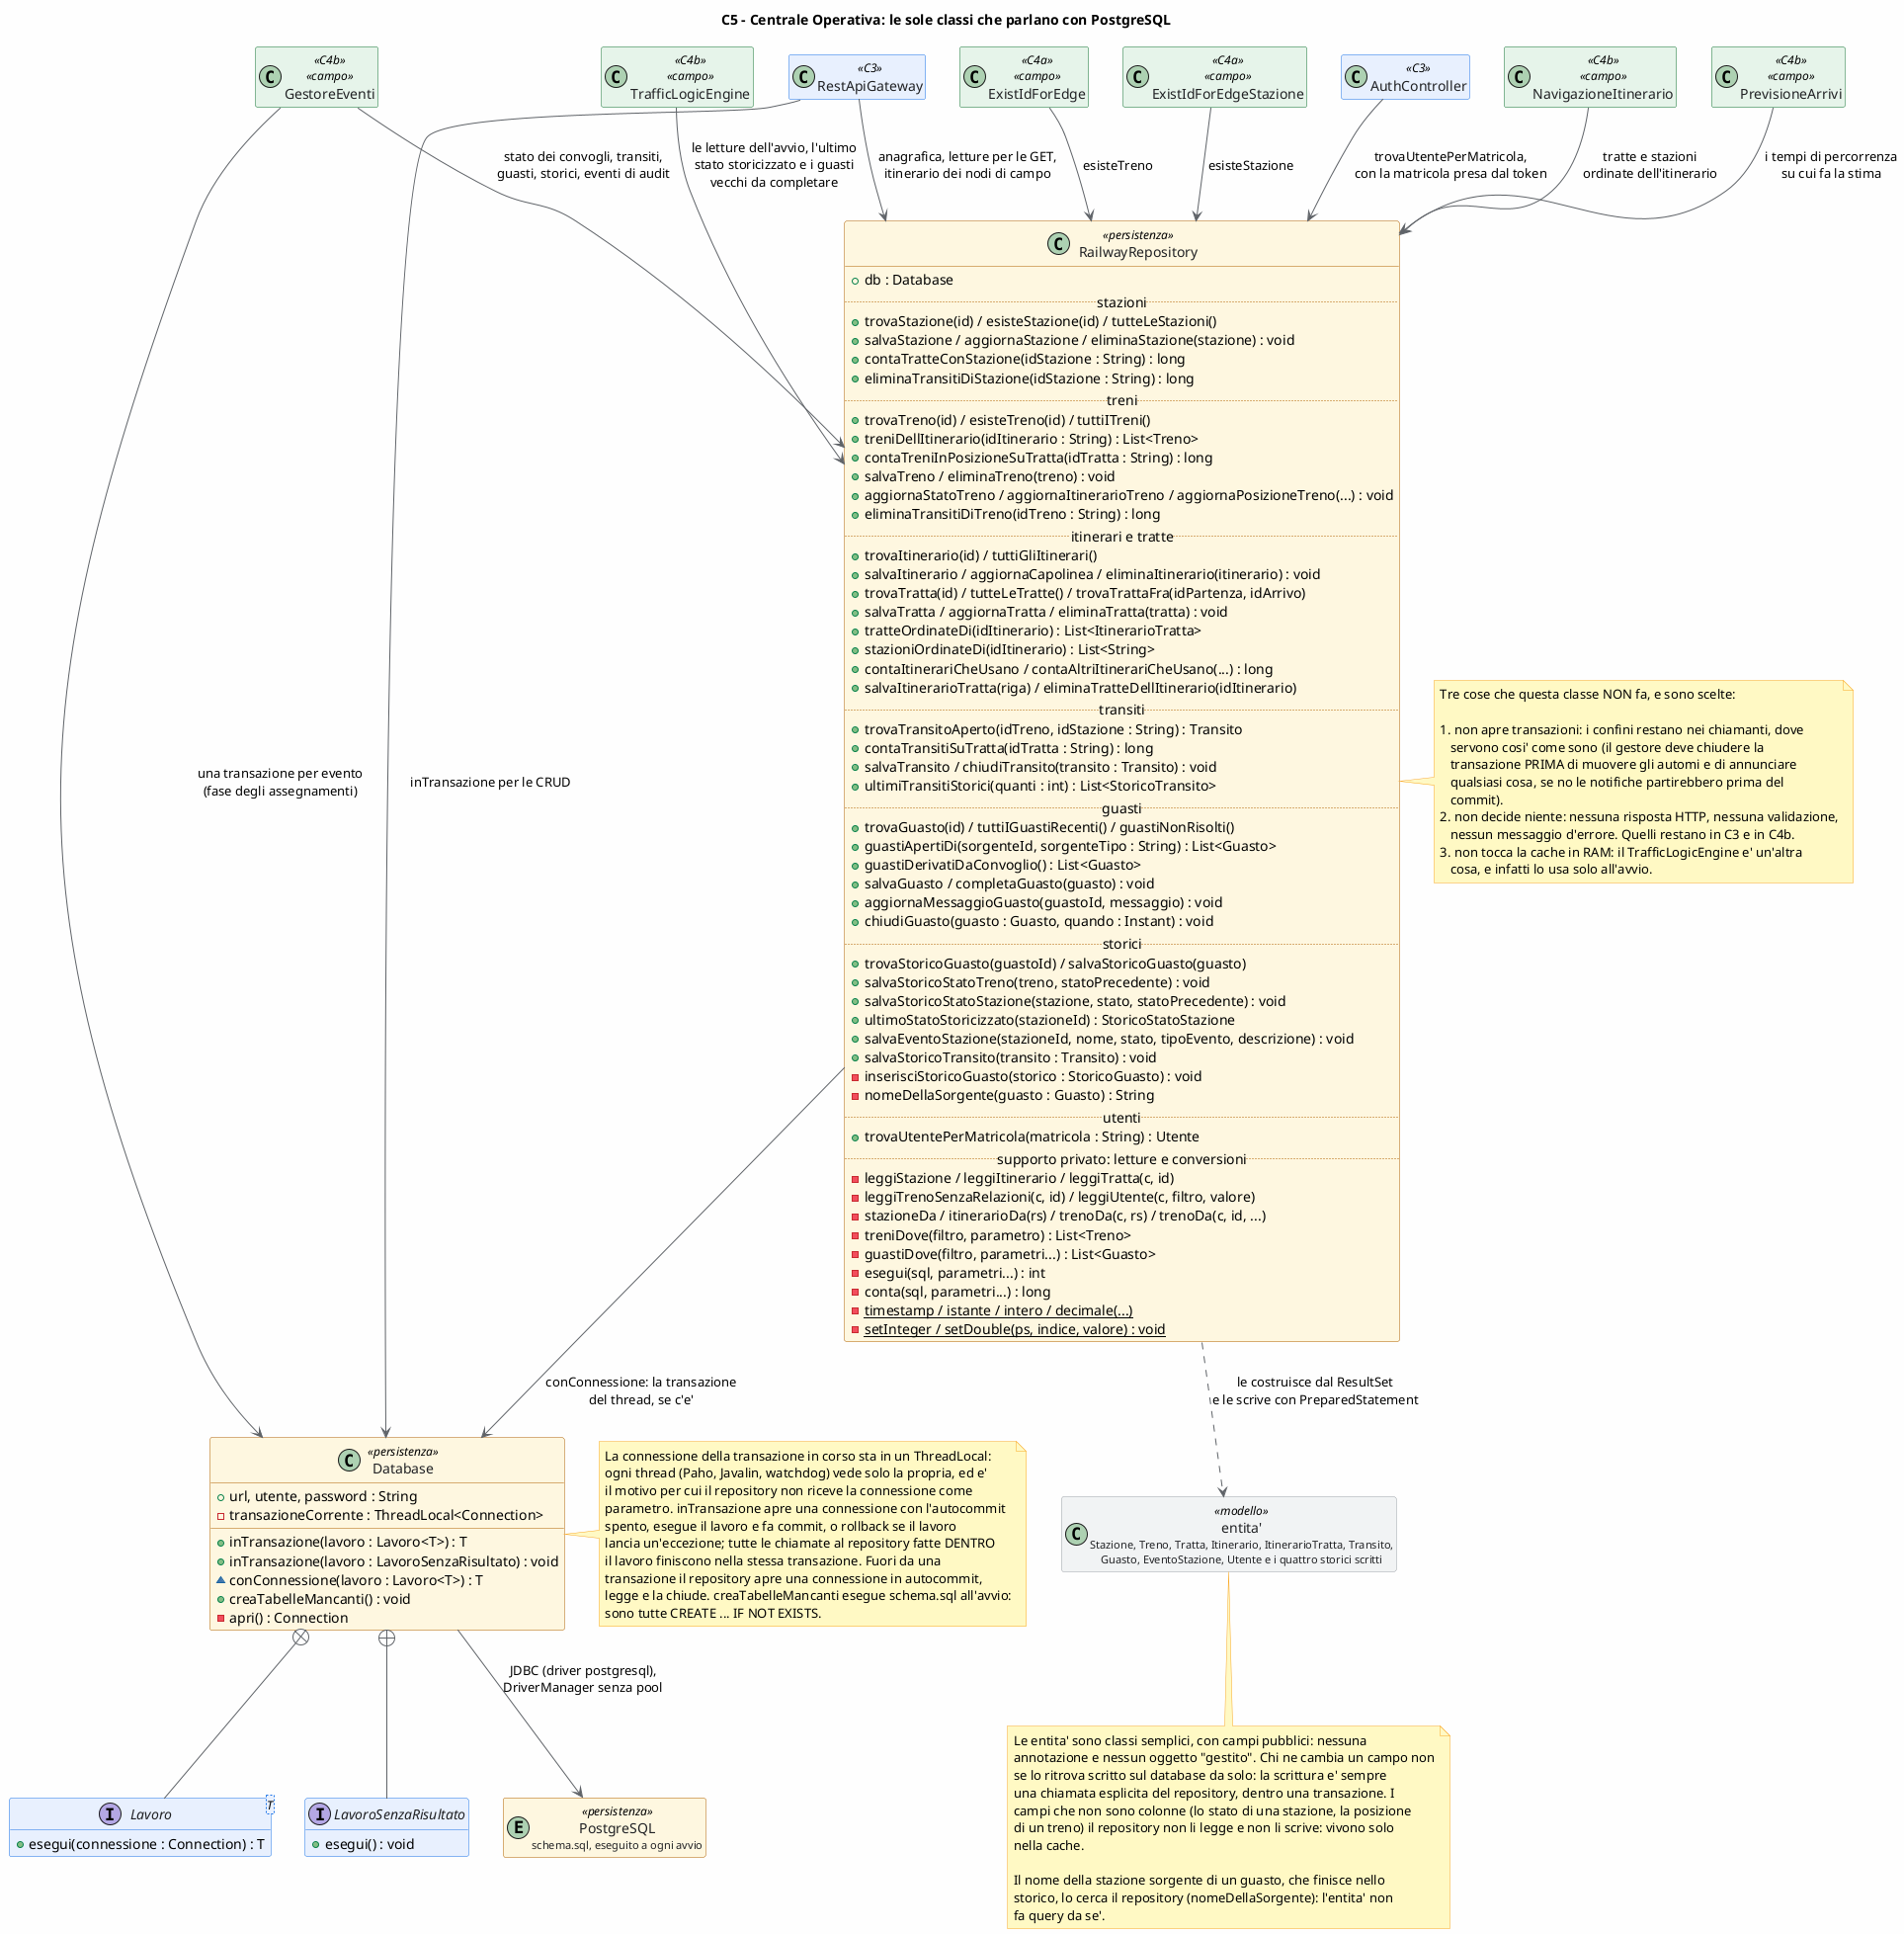 C5 - Centrale Operativa: le sole classi che parlano con PostgreSQL
«C4b»
«campo»
GestoreEventi
«C4b»
«campo»
TrafficLogicEngine
«C3»
RestApiGateway
«C4a»
«campo»
ExistIdForEdge
«C4a»
«campo»
ExistIdForEdgeStazione
«C3»
AuthController
«C4b»
«campo»
NavigazioneItinerario
«C4b»
«campo»
PrevisioneArrivi
stato dei convogli, transiti,
guasti, storici, eventi di audit
le letture dell'avvio, l'ultimo
stato storicizzato e i guasti
vecchi da completare
anagrafica, letture per le GET,
itinerario dei nodi di campo
esisteTreno
esisteStazione
trovaUtentePerMatricola,
con la matricola presa dal token
tratte e stazioni
ordinate dell'itinerario
i tempi di percorrenza
su cui fa la stima
«persistenza»
RailwayRepository
db : Database
stazioni
trovaStazione(id) / esisteStazione(id) / tutteLeStazioni()
salvaStazione / aggiornaStazione / eliminaStazione(stazione) : void
contaTratteConStazione(idStazione : String) : long
eliminaTransitiDiStazione(idStazione : String) : long
treni
trovaTreno(id) / esisteTreno(id) / tuttiITreni()
treniDellItinerario(idItinerario : String) : List<Treno>
contaTreniInPosizioneSuTratta(idTratta : String) : long
salvaTreno / eliminaTreno(treno) : void
aggiornaStatoTreno / aggiornaItinerarioTreno / aggiornaPosizioneTreno(...) : void
eliminaTransitiDiTreno(idTreno : String) : long
itinerari e tratte
trovaItinerario(id) / tuttiGliItinerari()
salvaItinerario / aggiornaCapolinea / eliminaItinerario(itinerario) : void
trovaTratta(id) / tutteLeTratte() / trovaTrattaFra(idPartenza, idArrivo)
salvaTratta / aggiornaTratta / eliminaTratta(tratta) : void
tratteOrdinateDi(idItinerario) : List<ItinerarioTratta>
stazioniOrdinateDi(idItinerario) : List<String>
contaItinerariCheUsano / contaAltriItinerariCheUsano(...) : long
salvaItinerarioTratta(riga) / eliminaTratteDellItinerario(idItinerario)
transiti
trovaTransitoAperto(idTreno, idStazione : String) : Transito
contaTransitiSuTratta(idTratta : String) : long
salvaTransito / chiudiTransito(transito : Transito) : void
ultimiTransitiStorici(quanti : int) : List<StoricoTransito>
guasti
trovaGuasto(id) / tuttiIGuastiRecenti() / guastiNonRisolti()
guastiApertiDi(sorgenteId, sorgenteTipo : String) : List<Guasto>
guastiDerivatiDaConvoglio() : List<Guasto>
salvaGuasto / completaGuasto(guasto) : void
aggiornaMessaggioGuasto(guastoId, messaggio) : void
chiudiGuasto(guasto : Guasto, quando : Instant) : void
storici
trovaStoricoGuasto(guastoId) / salvaStoricoGuasto(guasto)
salvaStoricoStatoTreno(treno, statoPrecedente) : void
salvaStoricoStatoStazione(stazione, stato, statoPrecedente) : void
ultimoStatoStoricizzato(stazioneId) : StoricoStatoStazione
salvaEventoStazione(stazioneId, nome, stato, tipoEvento, descrizione) : void
salvaStoricoTransito(transito : Transito) : void
inserisciStoricoGuasto(storico : StoricoGuasto) : void
nomeDellaSorgente(guasto : Guasto) : String
utenti
trovaUtentePerMatricola(matricola : String) : Utente
supporto privato: letture e conversioni
leggiStazione / leggiItinerario / leggiTratta(c, id)
leggiTrenoSenzaRelazioni(c, id) / leggiUtente(c, filtro, valore)
stazioneDa / itinerarioDa(rs) / trenoDa(c, rs) / trenoDa(c, id, ...)
treniDove(filtro, parametro) : List<Treno>
guastiDove(filtro, parametri...) : List<Guasto>
esegui(sql, parametri...) : int
conta(sql, parametri...) : long
timestamp / istante / intero / decimale(...)
setInteger / setDouble(ps, indice, valore) : void
Tre cose che questa classe NON fa, e sono scelte:
1. non apre transazioni: i confini restano nei chiamanti, dove
servono cosi' come sono (il gestore deve chiudere la
transazione PRIMA di muovere gli automi e di annunciare
qualsiasi cosa, se no le notifiche partirebbero prima del
commit).
2. non decide niente: nessuna risposta HTTP, nessuna validazione,
nessun messaggio d'errore. Quelli restano in C3 e in C4b.
3. non tocca la cache in RAM: il TrafficLogicEngine e' un'altra
cosa, e infatti lo usa solo all'avvio.
una transazione per evento
(fase degli assegnamenti)
inTransazione per le CRUD
conConnessione: la transazione
del thread, se c'e'
le costruisce dal ResultSet
e le scrive con PreparedStatement
«persistenza»
Database
url, utente, password : String
transazioneCorrente : ThreadLocal<Connection>
inTransazione(lavoro : Lavoro<T>) : T
inTransazione(lavoro : LavoroSenzaRisultato) : void
conConnessione(lavoro : Lavoro<T>) : T
creaTabelleMancanti() : void
apri() : Connection
La connessione della transazione in corso sta in un ThreadLocal:
ogni thread (Paho, Javalin, watchdog) vede solo la propria, ed e'
il motivo per cui il repository non riceve la connessione come
parametro. inTransazione apre una connessione con l'autocommit
spento, esegue il lavoro e fa commit, o rollback se il lavoro
lancia un'eccezione; tutte le chiamate al repository fatte DENTRO
il lavoro finiscono nella stessa transazione. Fuori da una
transazione il repository apre una connessione in autocommit,
legge e la chiude. creaTabelleMancanti esegue schema.sql all'avvio:
sono tutte CREATE ... IF NOT EXISTS.
«modello»
entita'
Stazione, Treno, Tratta, Itinerario, ItinerarioTratta, Transito,
Guasto, EventoStazione, Utente e i quattro storici scritti
JDBC (driver postgresql),
DriverManager senza pool
Lavoro
T
esegui(connessione : Connection) : T
LavoroSenzaRisultato
esegui() : void
«persistenza»
PostgreSQL
schema.sql, eseguito a ogni avvio
Le entita' sono classi semplici, con campi pubblici: nessuna
annotazione e nessun oggetto "gestito". Chi ne cambia un campo non
se lo ritrova scritto sul database da solo: la scrittura e' sempre
una chiamata esplicita del repository, dentro una transazione. I
campi che non sono colonne (lo stato di una stazione, la posizione
di un treno) il repository non li legge e non li scrive: vivono solo
nella cache.
Il nome della stazione sorgente di un guasto, che finisce nello
storico, lo cerca il repository (nomeDellaSorgente): l'entita' non
fa query da se'.